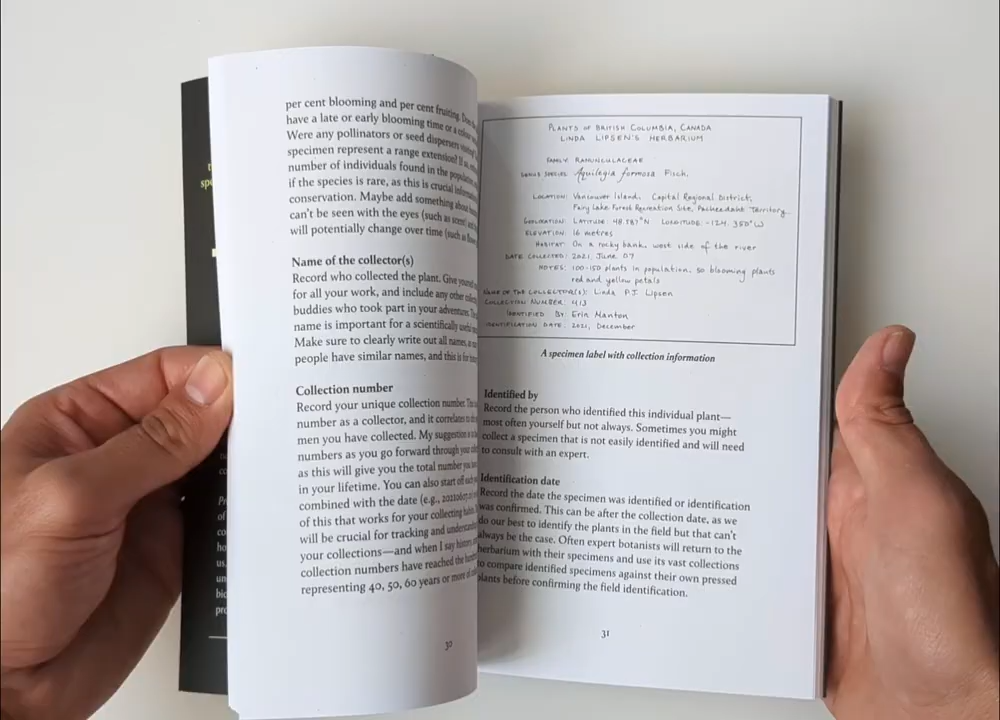 per cent blooming and per cent fruiting. Does
have a late or early blooming time or a
Were any pollinators or seed dispersers
specimen represent a range extension? If
number of individuals found in the population
if the species is rare, as this is crucial
conservation. Maybe add something about
can't be seen with the eyes (such as scent)
will potentially change over time (such as
Name of the collector(s)
Record who collected the plant. Give
for all your work, and include any other
buddies who took part in your adventures.
name is important for a scientifically
Make sure to clearly write out all names, as
people have similar names, and this is
Collection number
Record your unique collection number. This
number as a collector, and it correlates to
men you have collected. My suggestion is
numbers as you go forward through your
as this will give you the total number you
in your lifetime. You can also start off
combined with the date (e.g.,
of this that works for your collecting
will be crucial for tracking and
your collections—and when I say
collection numbers have reached the
representing 40, 50, 60 years or more of
30
PLANTS OF BRITISH COLUMBIA, CANADA
LINDA LIPSEN'S HERBARIUM
FAMILY: RANUNCULACEAE
GENUS SPECIES: Aquilegia formosa Fisch.
LOCATION: Vancouver Island, Capital Regional District,
Fairy Lake Forest Recreation Site, Pacheedaht Territory
GEOLOCATION: LATITUDE 48.587°N LONGITUDE -124.350°W
ELEVATION: 16 metres
HABITAT: On a rocky bank, west side of the river
DATE COLLECTED: 2021, June 07
NOTES: 100-150 plants in population, 50 blooming plants
red and yellow petals
NAME OF THE COLLECTOR(S): Linda P.J. Lipsen
COLLECTION NUMBER: 413
IDENTIFIED BY: Erin Manton
IDENTIFICATION DATE: 2021, December
A specimen label with collection information
Identified by
Record the person who identified this individual plant—
most often yourself but not always. Sometimes you might
collect a specimen that is not easily identified and will need
to consult with an expert.
Identification date
Record the date the specimen was identified or identification
was confirmed. This can be after the collection date, as we
do our best to identify the plants in the field but that can't
always be the case. Often expert botanists will return to the
herbarium with their specimens and use its vast collections
to compare identified specimens against their own pressed
plants before confirming the field identification.
31